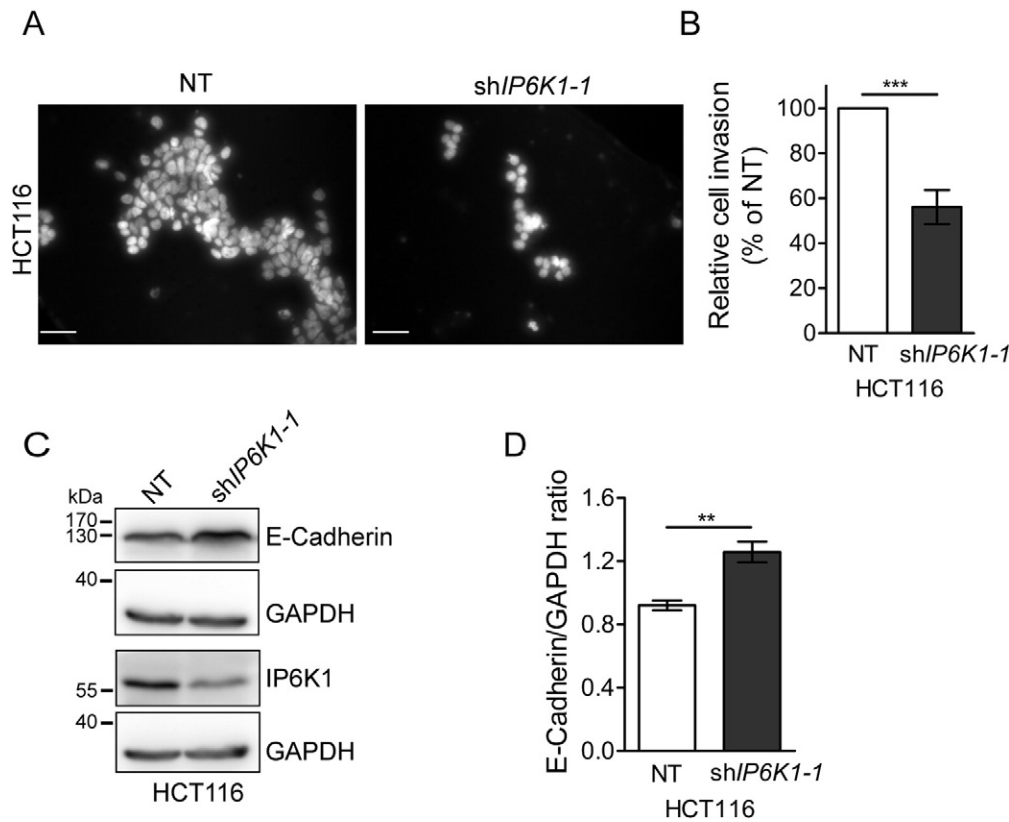 A
NT
shIP6K1-1
HCT116
B
Relative cell invasion
(% of NT)
100
80
60
40
20
0
***
NT
shIP6K1-1
HCT116
C
kDa
NT
shIP6K1-1
170
130
E-Cadherin
40
GAPDH
IP6K1
55
40
GAPDH
HCT116
D
E-Cadherin/GAPDH ratio
1.6
1.2
0.8
0.4
0.0
**
NT
shIP6K1-1
HCT116